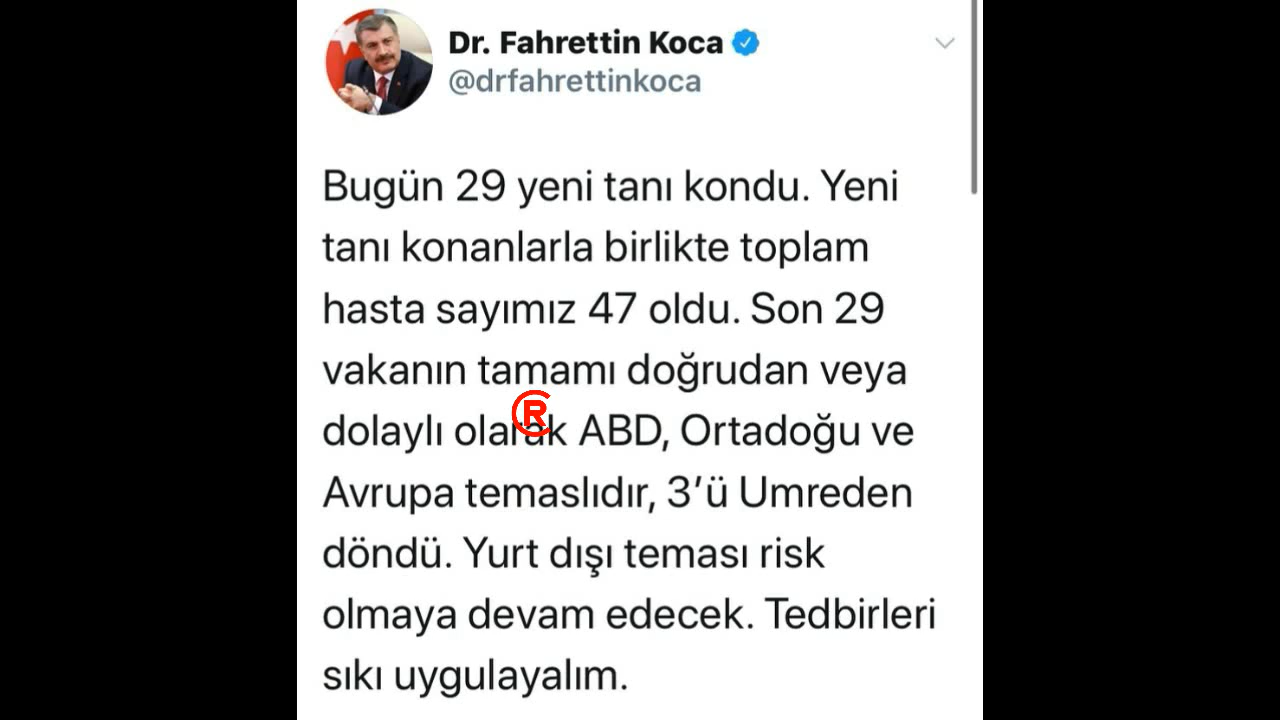 Dr. Fahrettin Koca
@drfahrettinkoca
Bugün 29 yeni tanı kondu. Yeni
tanı konanlarla birlikte toplam
hasta sayımız 47 oldu. Son 29
vakanın tamamı doğrudan veya
dolaylı olarak ABD, Ortadoğu ve
Avrupa temaslıdır, 3’ü Umreden
döndü. Yurt dışı teması risk
olmaya devam edecek. Tedbirleri
sıkı uygulayalım.
R